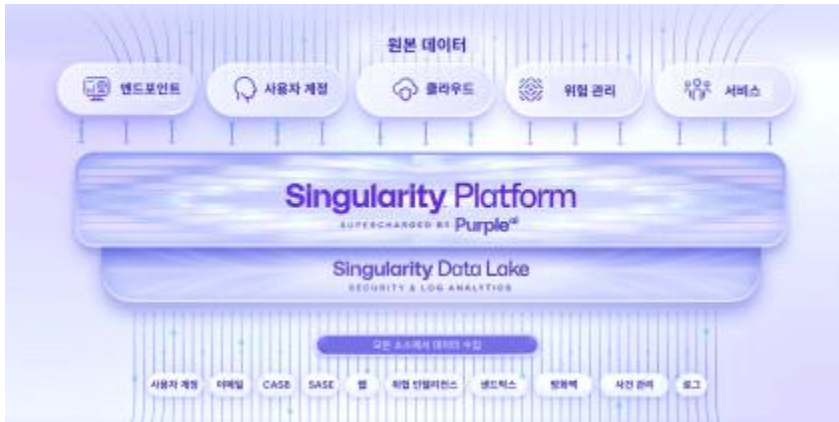 원본 데이터
엔드포인트
사용자 계정
클라우드
위험 관리
서비스
Singularity Platform
SUPERCHARGED BY Purple AI
Singularity Data Lake
SECURITY & LOG ANALYTICS
모든 소스에서 데이터 수집
사용자 계정
이메일
CASB
SASE
웹
위협 인텔리전스
샌드박스
방화벽
사건 관리
로그